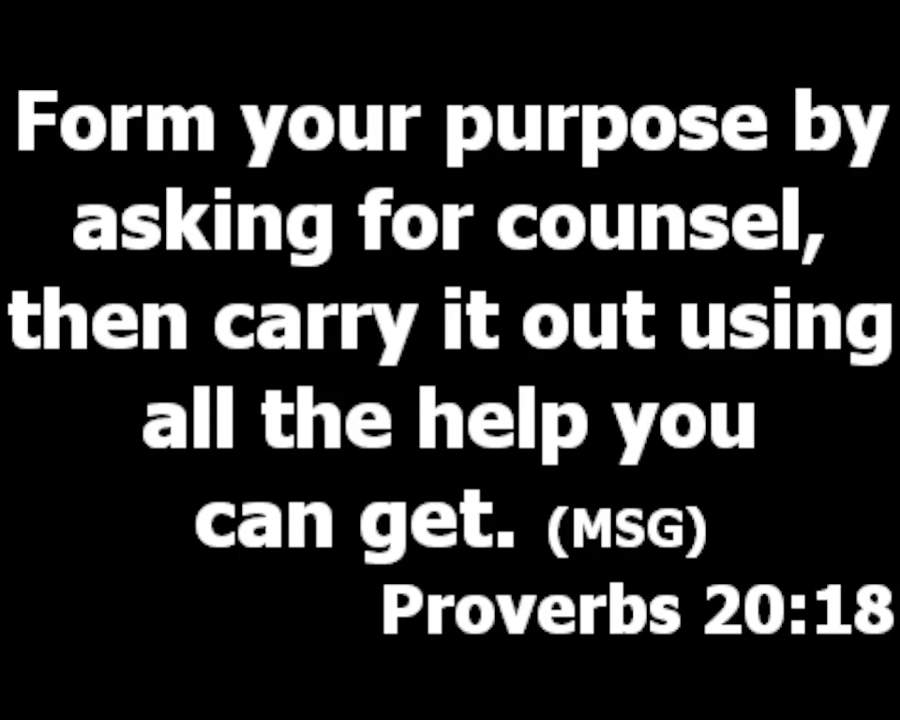 Form your purpose by
asking for counsel,
then carry it out using
all the help you
can get. (MSG)
Proverbs 20:18